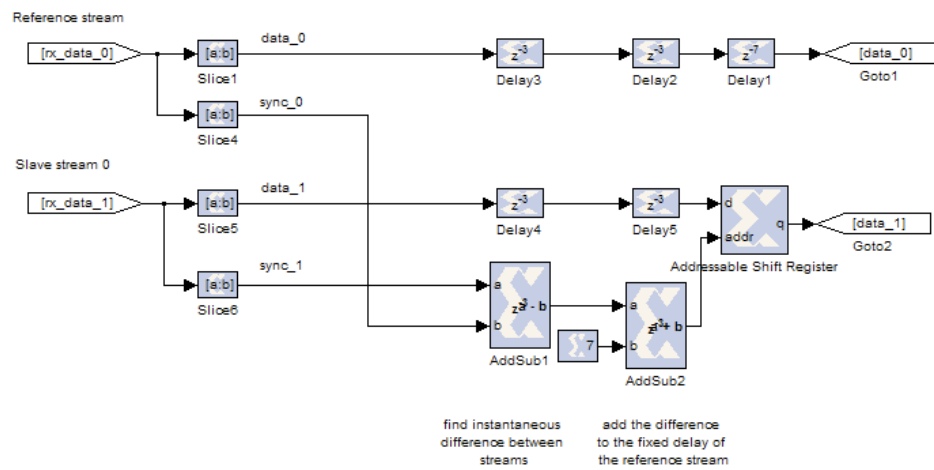 Reference stream
[rx_data_0]
[a:b]
data_0
z-3
z-3
z-7
[data_0]
Slice1
Delay3
Delay2
Delay1
Goto1
sync_0
[a:b]
Slice4
Slave stream 0
[rx_data_1]
[a:b]
data_1
z-3
z-3
d
addr
q
[data_1]
Slice5
Delay4
Delay5
Goto2
Addressable Shift Register
sync_1
[a:b]
Slice6
a
b
a - b
AddSub1
7
a
b
a + b
AddSub2
find instantaneous
difference between
streams
add the difference
to the fixed delay of
the reference stream